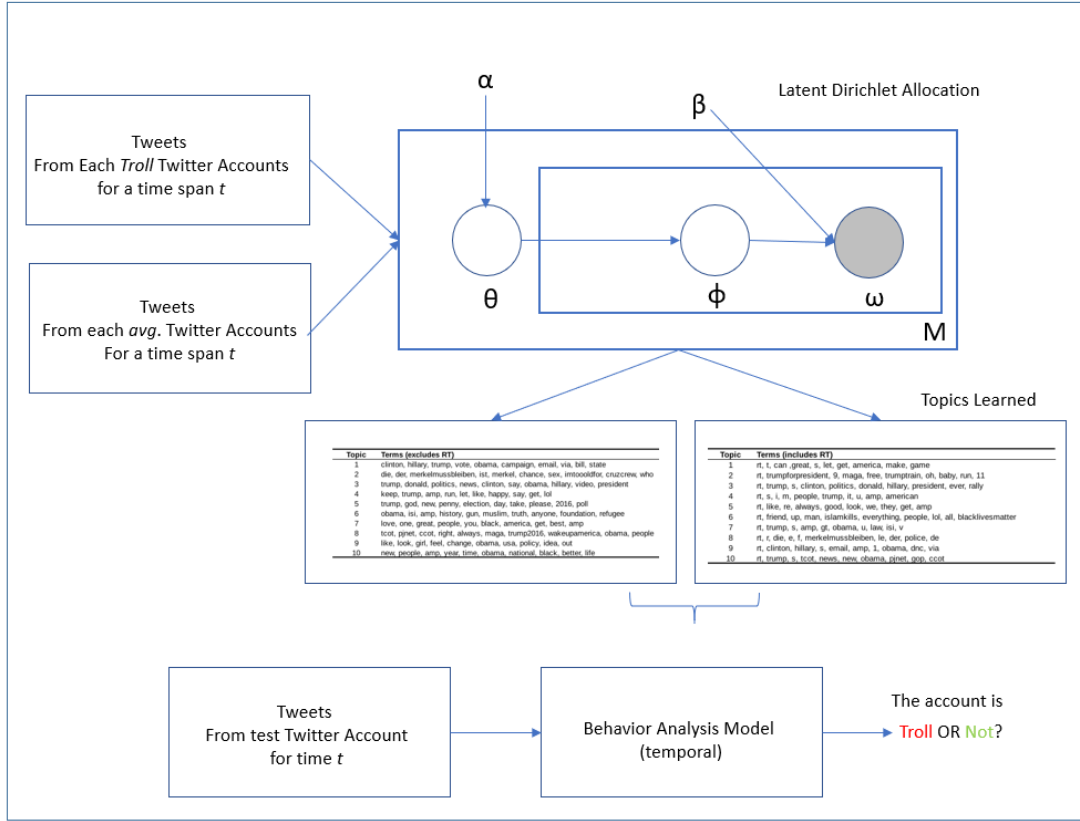 α
Latent Dirichlet Allocation
β
Tweets
From Each Troll Twitter Accounts
for a time span t
θ
ϕ
ω
M
Tweets
From each avg. Twitter Accounts
For a time span t
Topics Learned
Topic Terms (excludes RT)
1 clinton, hillary, trump, vote, obama, campaign, email, via, bill, state
2 die, der, merkelmussbleiben, ist, merkel, chance, sex, imtoooldfor, cruzcrew, who
3 trump, donald, politics, news, clinton, say, obama, hillary, video, president
4 keep, trump, amp, run, let, like, happy, say, get, lol
5 trump, god, new, penny, election, day, take, please, 2016, poll
6 obama, isi, amp, history, gun, muslim, truth, anyone, foundation, refugee
7 love, one, great, people, you, black, america, get, best, amp
8 tcot, pjnet, ccot, right, always, maga, trump2016, wakeupamerica, obama, people
9 like, look, girl, feel, change, obama, usa, policy, idea, out
10 new, people, amp, year, time, obama, national, black, better, life
Topic Terms (includes RT)
1 rt, t, can ,great, s, let, get, america, make, game
2 rt, trumpforpresident, 9, maga, free, trumptrain, oh, baby, run, 11
3 rt, trump, s, clinton, politics, donald, hillary, president, ever, rally
4 rt, s, i, m, people, trump, it, u, amp, american
5 rt, like, re, always, good, look, we, they, get, amp
6 rt, friend, up, man, islamkills, everything, people, lol, all, blacklivesmatter
7 rt, trump, s, amp, gt, obama, u, law, isi, v
8 rt, r, die, e, f, merkelmussbleiben, le, der, police, de
9 rt, clinton, hillary, s, email, amp, 1, obama, dnc, via
10 rt, trump, s, tcot, news, new, obama, pjnet, gop, ccot
Tweets
From test Twitter Account
for time t
Behavior Analysis Model
(temporal)
The account is
Troll OR Not?